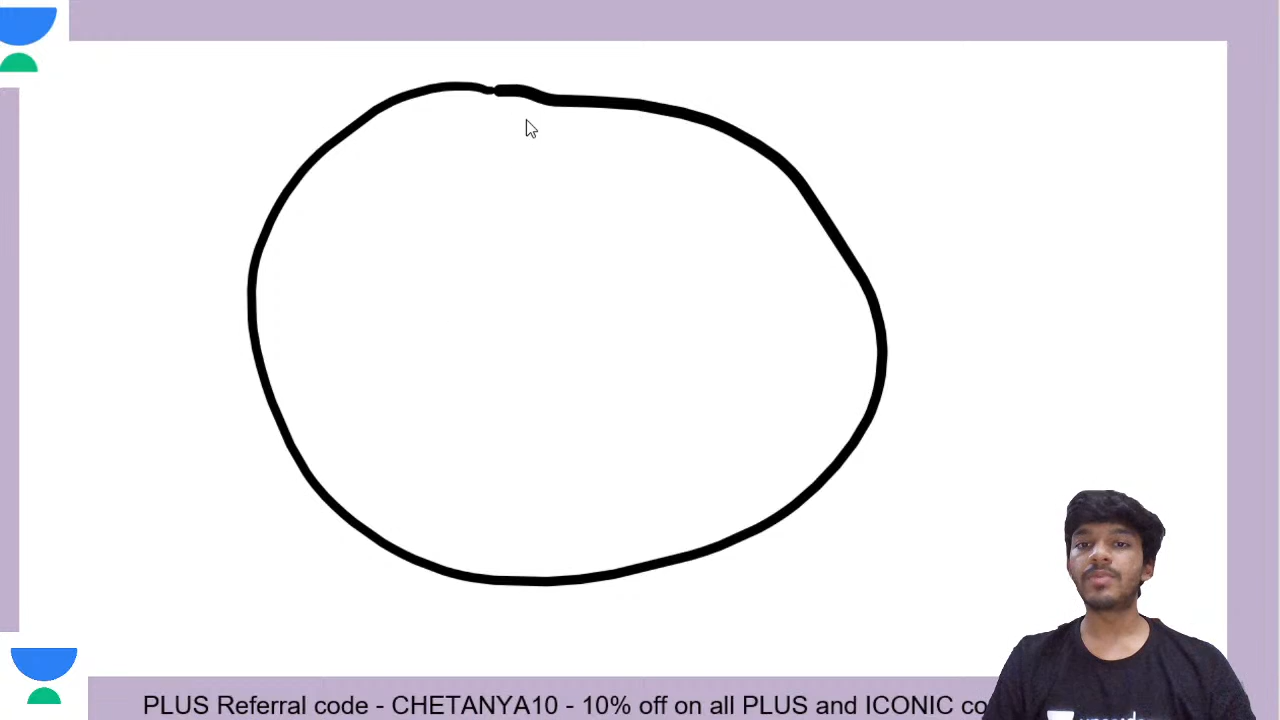 PLUS Referral code - CHETANYA10 - 10% off on all PLUS and ICONIC co